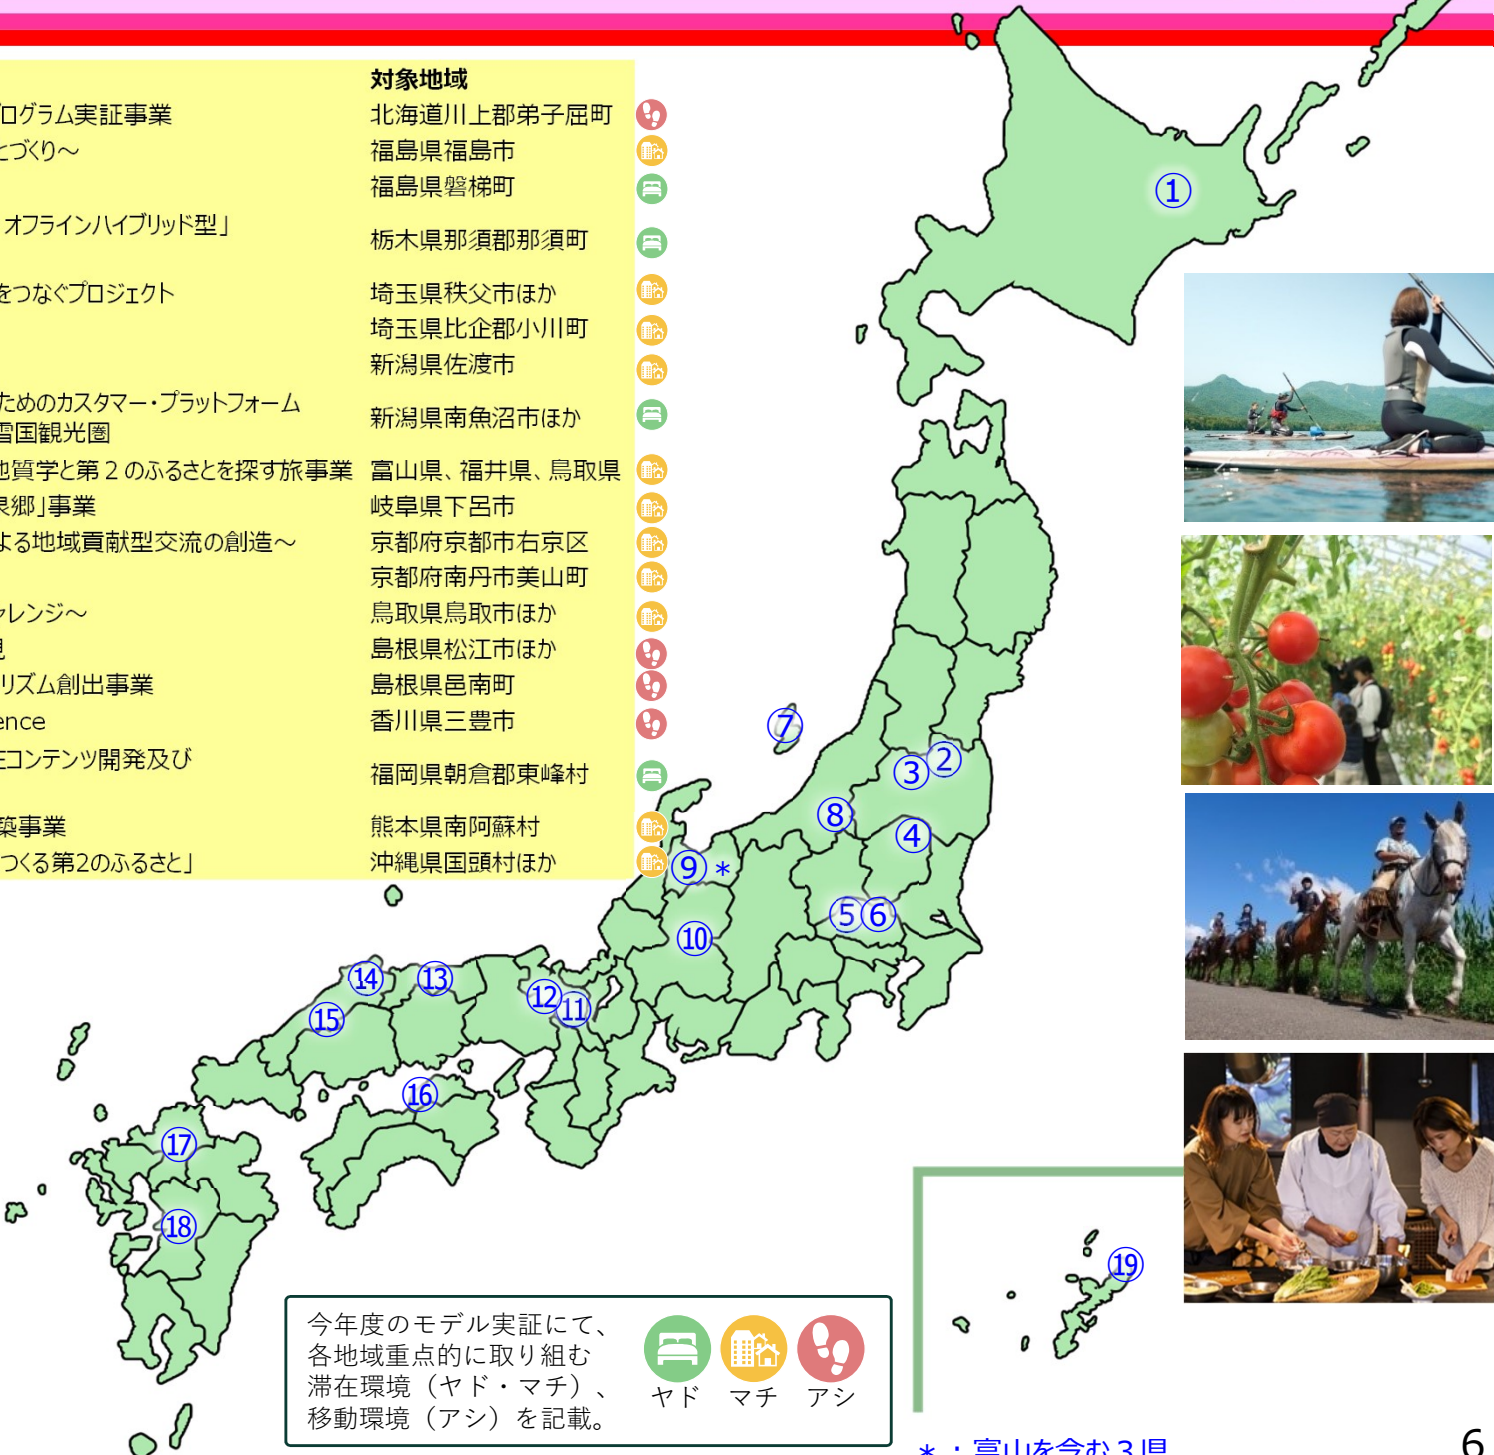 対象地域
プログラム実証事業 北海道川上郡弟子屈町
とづくり～ 福島県福島市
福島県磐梯町
オフラインハイブリッド型」
栃木県那須郡那須町
をつなぐプロジェクト 埼玉県秩父市ほか
埼玉県比企郡小川町
新潟県佐渡市
ためのカスタマー・プラットフォーム
雪国観光圏
新潟県南魚沼市ほか
地質学と第２のふるさとを探す旅事業 富山県、福井県、鳥取県
泉郷」事業 岐阜県下呂市
よる地域貢献型交流の創造～ 京都府京都市右京区
京都府南丹市美山町
ャレンジ～ 鳥取県鳥取市ほか
見 島根県松江市ほか
リズム創出事業 島根県邑南町
ence 香川県三豊市
在コンテンツ開発及び
福岡県朝倉郡東峰村
築事業 熊本県南阿蘇村
つくる第2のふるさと」 沖縄県国頭村ほか
①
⑦
②
③
⑧
④
⑨ *
⑤ ⑥
⑩
⑭ ⑬
⑫
⑪
⑮
⑯
⑰
⑱
⑲
今年度のモデル実証にて、
各地域重点的に取り組む
滞在環境（ヤド・マチ）、
移動環境（アシ）を記載。
ヤド マチ アシ
*：富山を含む３県
6